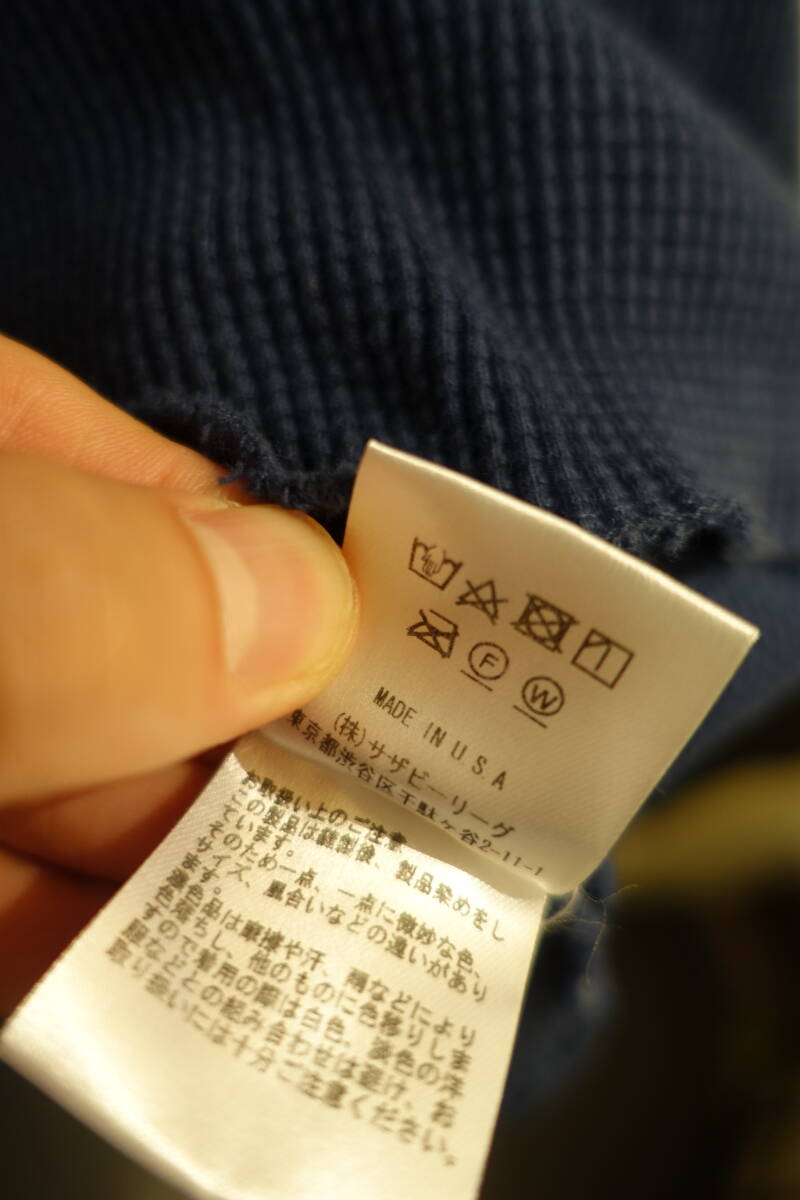 F
W
MADE IN U S A
(株)サザビーリーグ
東京都渋谷区千駄ケ谷2-11-1
お取扱い上のご注意
この製品は縫製後、製品染めをし
ています。
そのため一点、一点に微妙な色、
サイズ、風合いなどの違いがあり
ます。
濃色品は摩擦や汗、雨などにより
色落ちし、他のものに色移りしま
すので、着用の際は白色、淡色の洋
服などとの組み合わせは避け、お
取り扱いには十分ご注意ください。